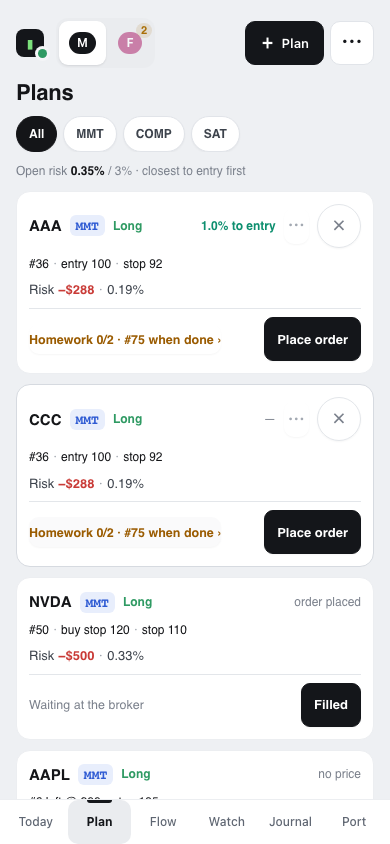 M F 2 + Plan ···
Plans
All MMT COMP SAT
Open risk 0.35% / 3% · closest to entry first
AAA MMT Long 1.0% to entry ··· ×
#36 · entry 100 · stop 92
Risk −$288 · 0.19%
Homework 0/2 · #75 when done › Place order
CCC MMT Long — ··· ×
#36 · entry 100 · stop 92
Risk −$288 · 0.19%
Homework 0/2 · #75 when done › Place order
NVDA MMT Long order placed
#50 · buy stop 120 · stop 110
Risk −$500 · 0.33%
Waiting at the broker Filled
AAPL MMT Long no price
Today Plan Flow Watch Journal Port